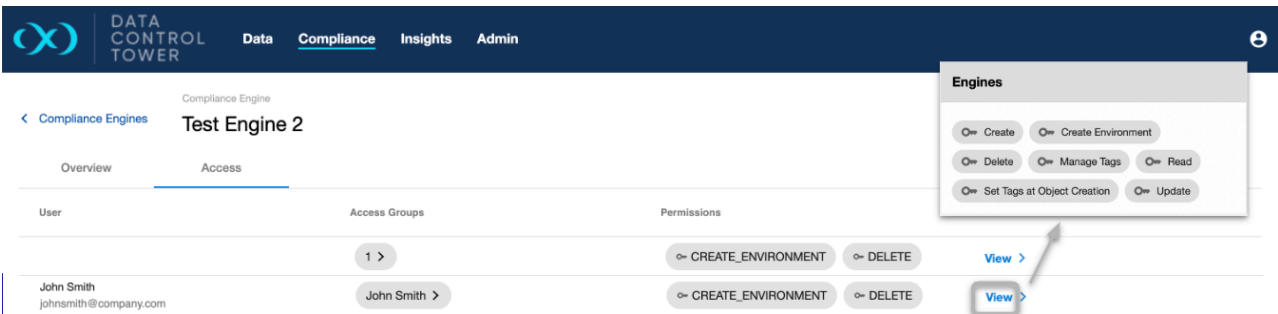 DATA
CONTROL
TOWER
Data Compliance Insights Admin
Engines
Create Create Environment
Delete Manage Tags Read
Set Tags at Object Creation Update
Compliance Engine
Compliance Engines
Test Engine 2
Overview Access
User Access Groups Permissions
1 CREATE_ENVIRONMENT DELETE View
John Smith
johnsmith@company.com
John Smith CREATE_ENVIRONMENT DELETE View